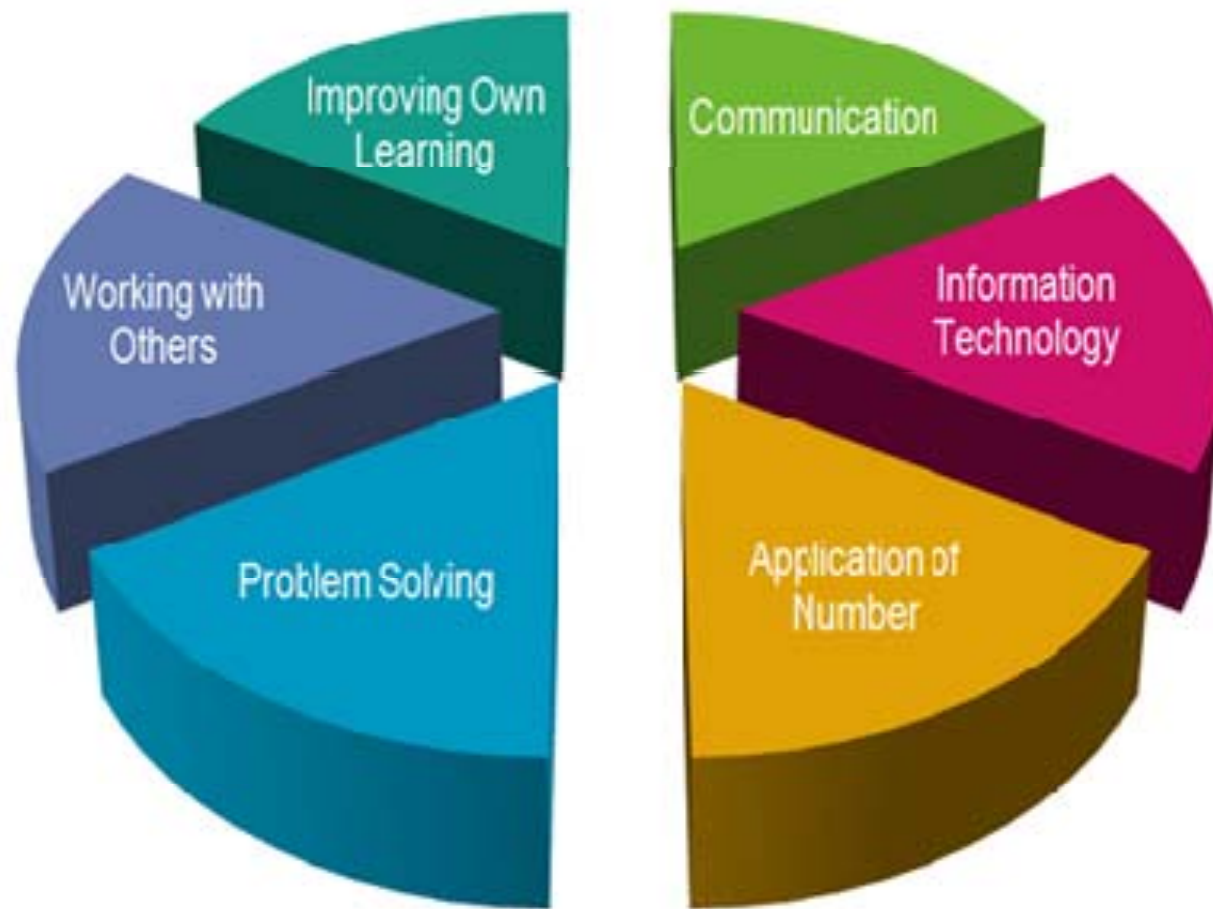 Improving Own
Learning
Communication
Working with
Others
Information
Technology
Problem Solving
Application of
Number